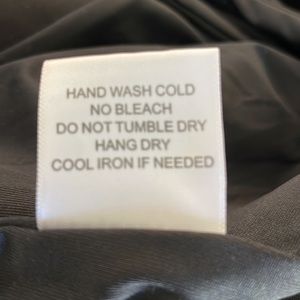 HAND WASH COLD
NO BLEACH
DO NOT TUMBLE DRY
HANG DRY
COOL IRON IF NEEDED